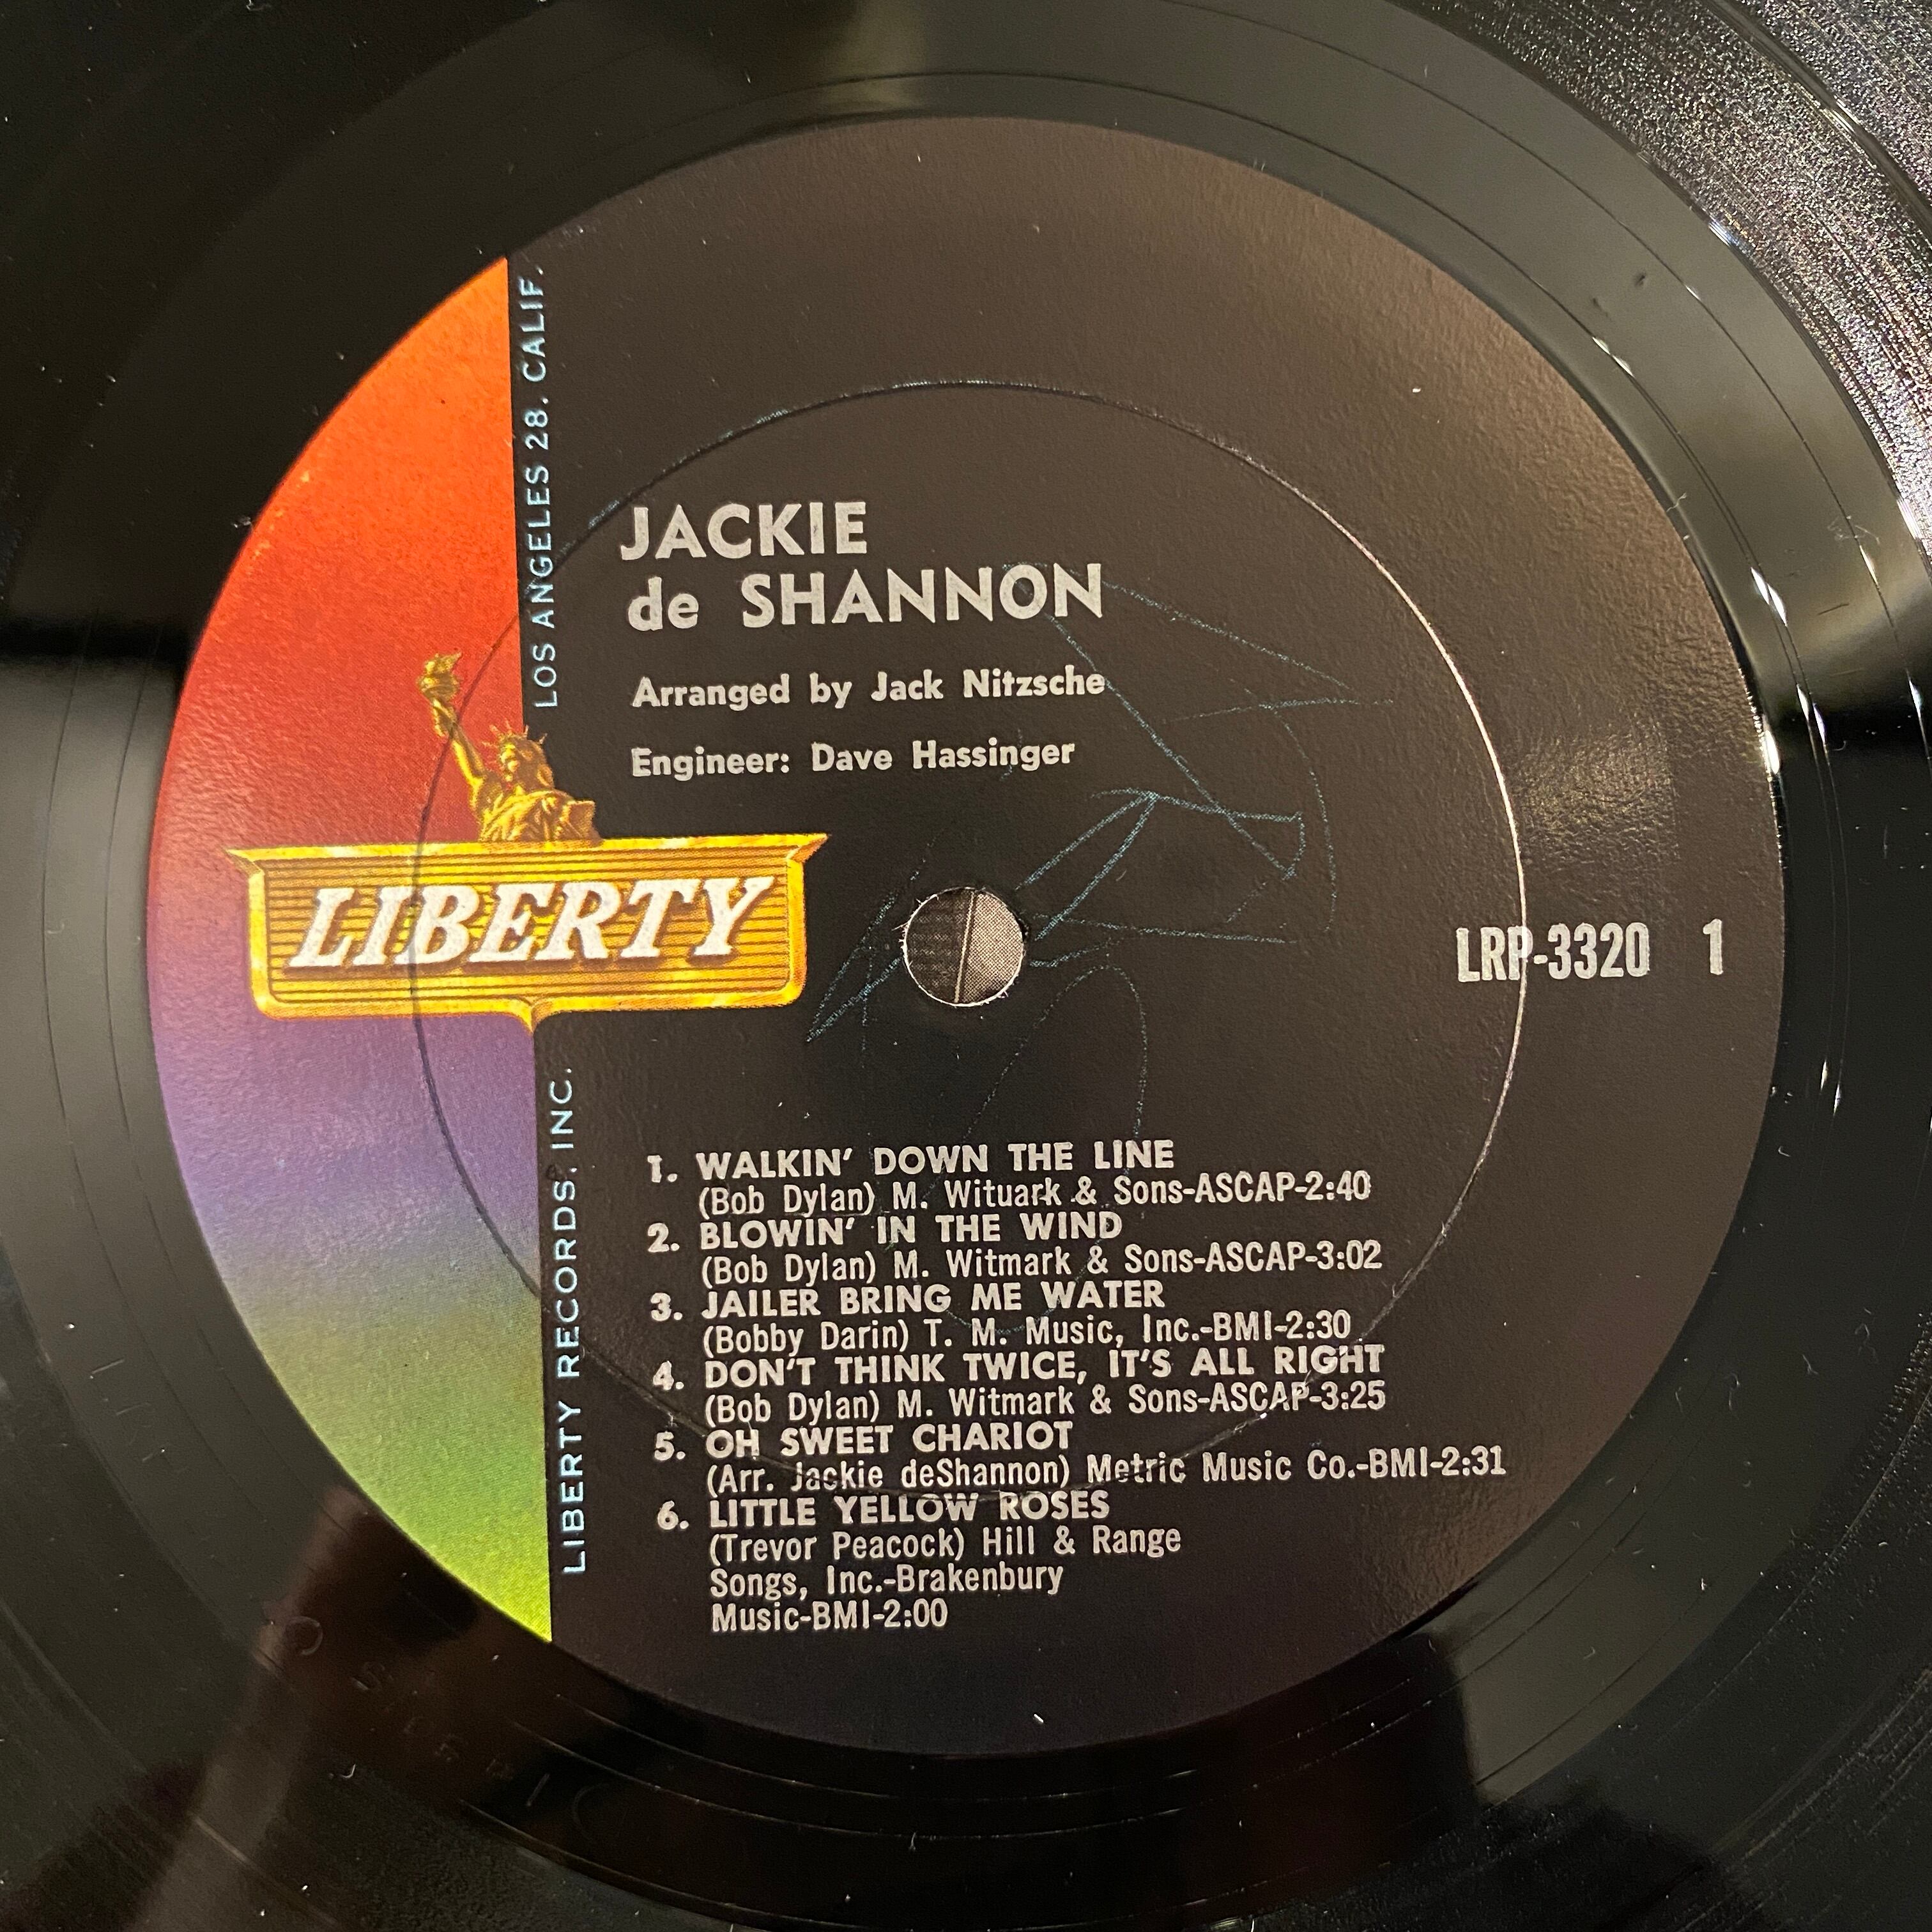 LOS ANGELES 28, CALIF.
JACKIE
de SHANNON
Arranged by Jack Nitzsche
Engineer: Dave Hassinger
LIBERTY
LRP-3320 1
LIBERTY RECORDS, INC.
1. WALKIN' DOWN THE LINE
(Bob Dylan) M. Wituark & Sons-ASCAP-2:40
2. BLOWIN' IN THE WIND
(Bob Dylan) M. Witmark & Sons-ASCAP-3:02
3. JAILER BRING ME WATER
(Bobby Darin) T. M. Music, Inc.-BMI-2:30
4. DON'T THINK TWICE, IT'S ALL RIGHT
(Bob Dylan) M. Witmark & Sons-ASCAP-3:25
5. OH SWEET CHARIOT
(Arr. Jackie deShannon) Metric Music Co.-BMI-2:31
6. LITTLE YELLOW ROSES
(Trevor Peacock) Hill & Range
Songs, Inc.-Brakenbury
Music-BMI-2:00